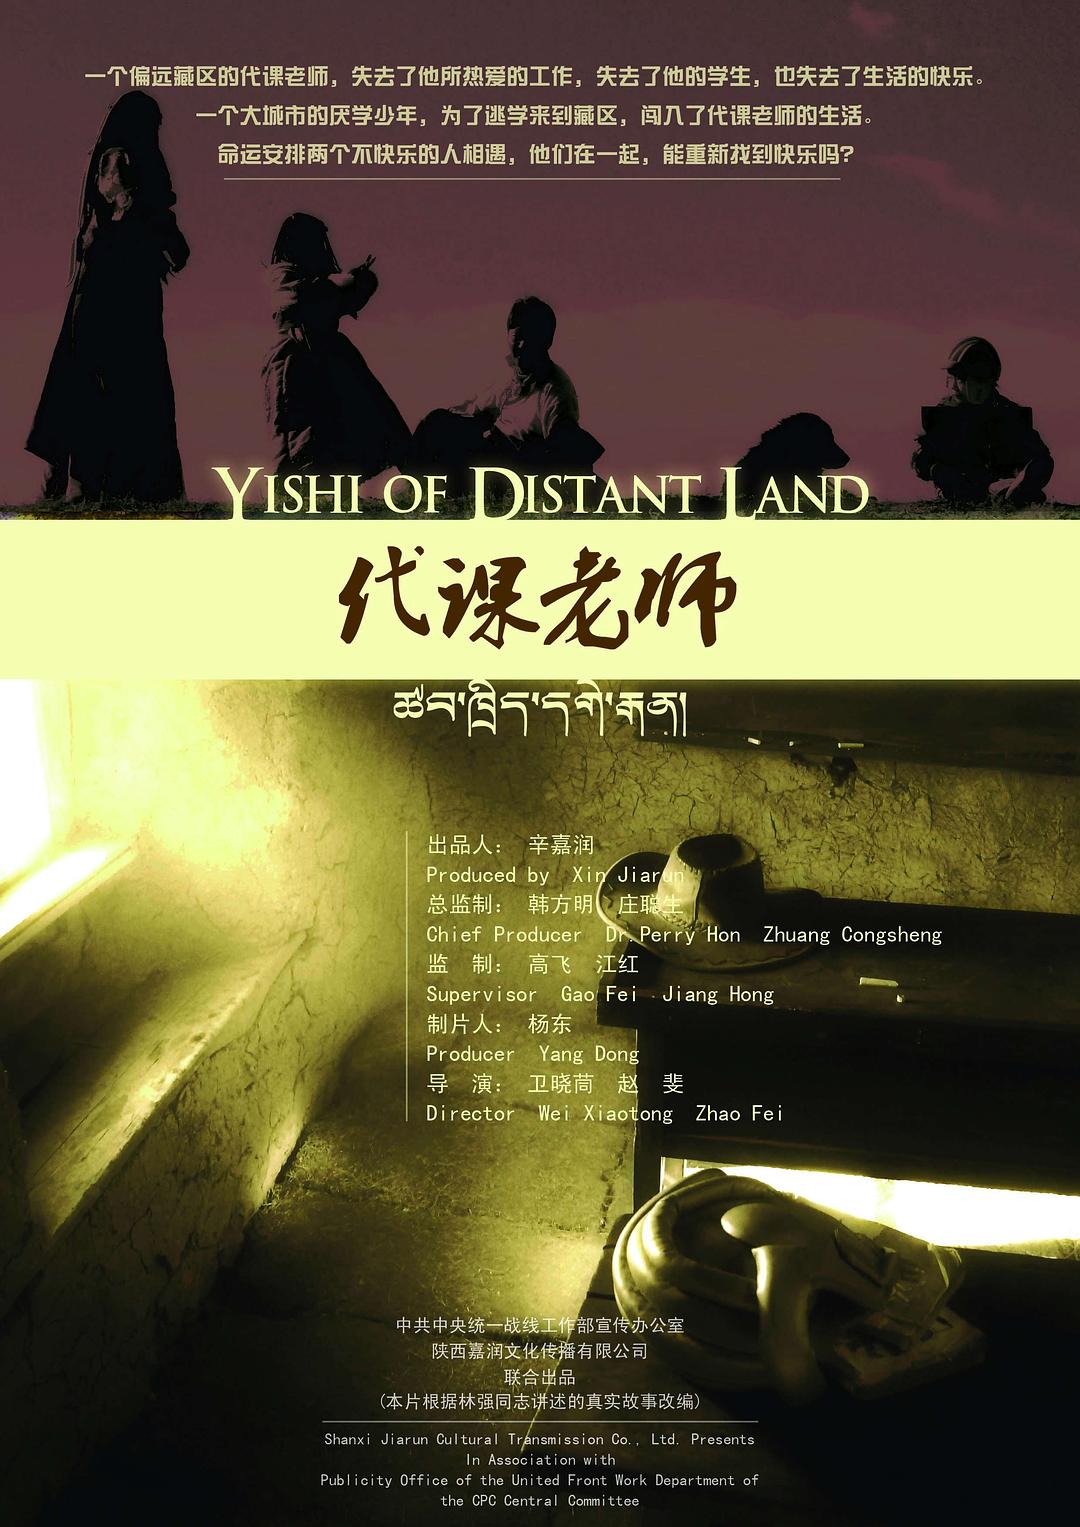 一个偏远藏区的代课老师，失去了他所热爱的工作，失去了他的学生，也失去了生活的快乐。
一个大城市的厌学少年，为了逃学来到藏区，闯入了代课老师的生活。
命运安排两个不快乐的人相遇，他们在一起，能重新找到快乐吗？
YISHI OF DISTANT LAND
代课老师
ཚབ་ཁྲིད་དགེ་རྒན།
出品人： 辛嘉润
Produced by Xin Jiarun
总监制： 韩方明 庄聪生
Chief Producer Dr.Perry Hon Zhuang Congsheng
监 制： 高飞 江红
Supervisor Gao Fei Jiang Hong
制片人： 杨东
Producer Yang Dong
导 演： 卫晓茼 赵 斐
Director Wei Xiaotong Zhao Fei
中共中央统一战线工作部宣传办公室
陕西嘉润文化传播有限公司
联合出品
（本片根据林强同志讲述的真实故事改编）
Shanxi Jiarun Cultural Transmission Co., Ltd. Presents
In Association with
Publicity Office of the United Front Work Department of
the CPC Central Committee